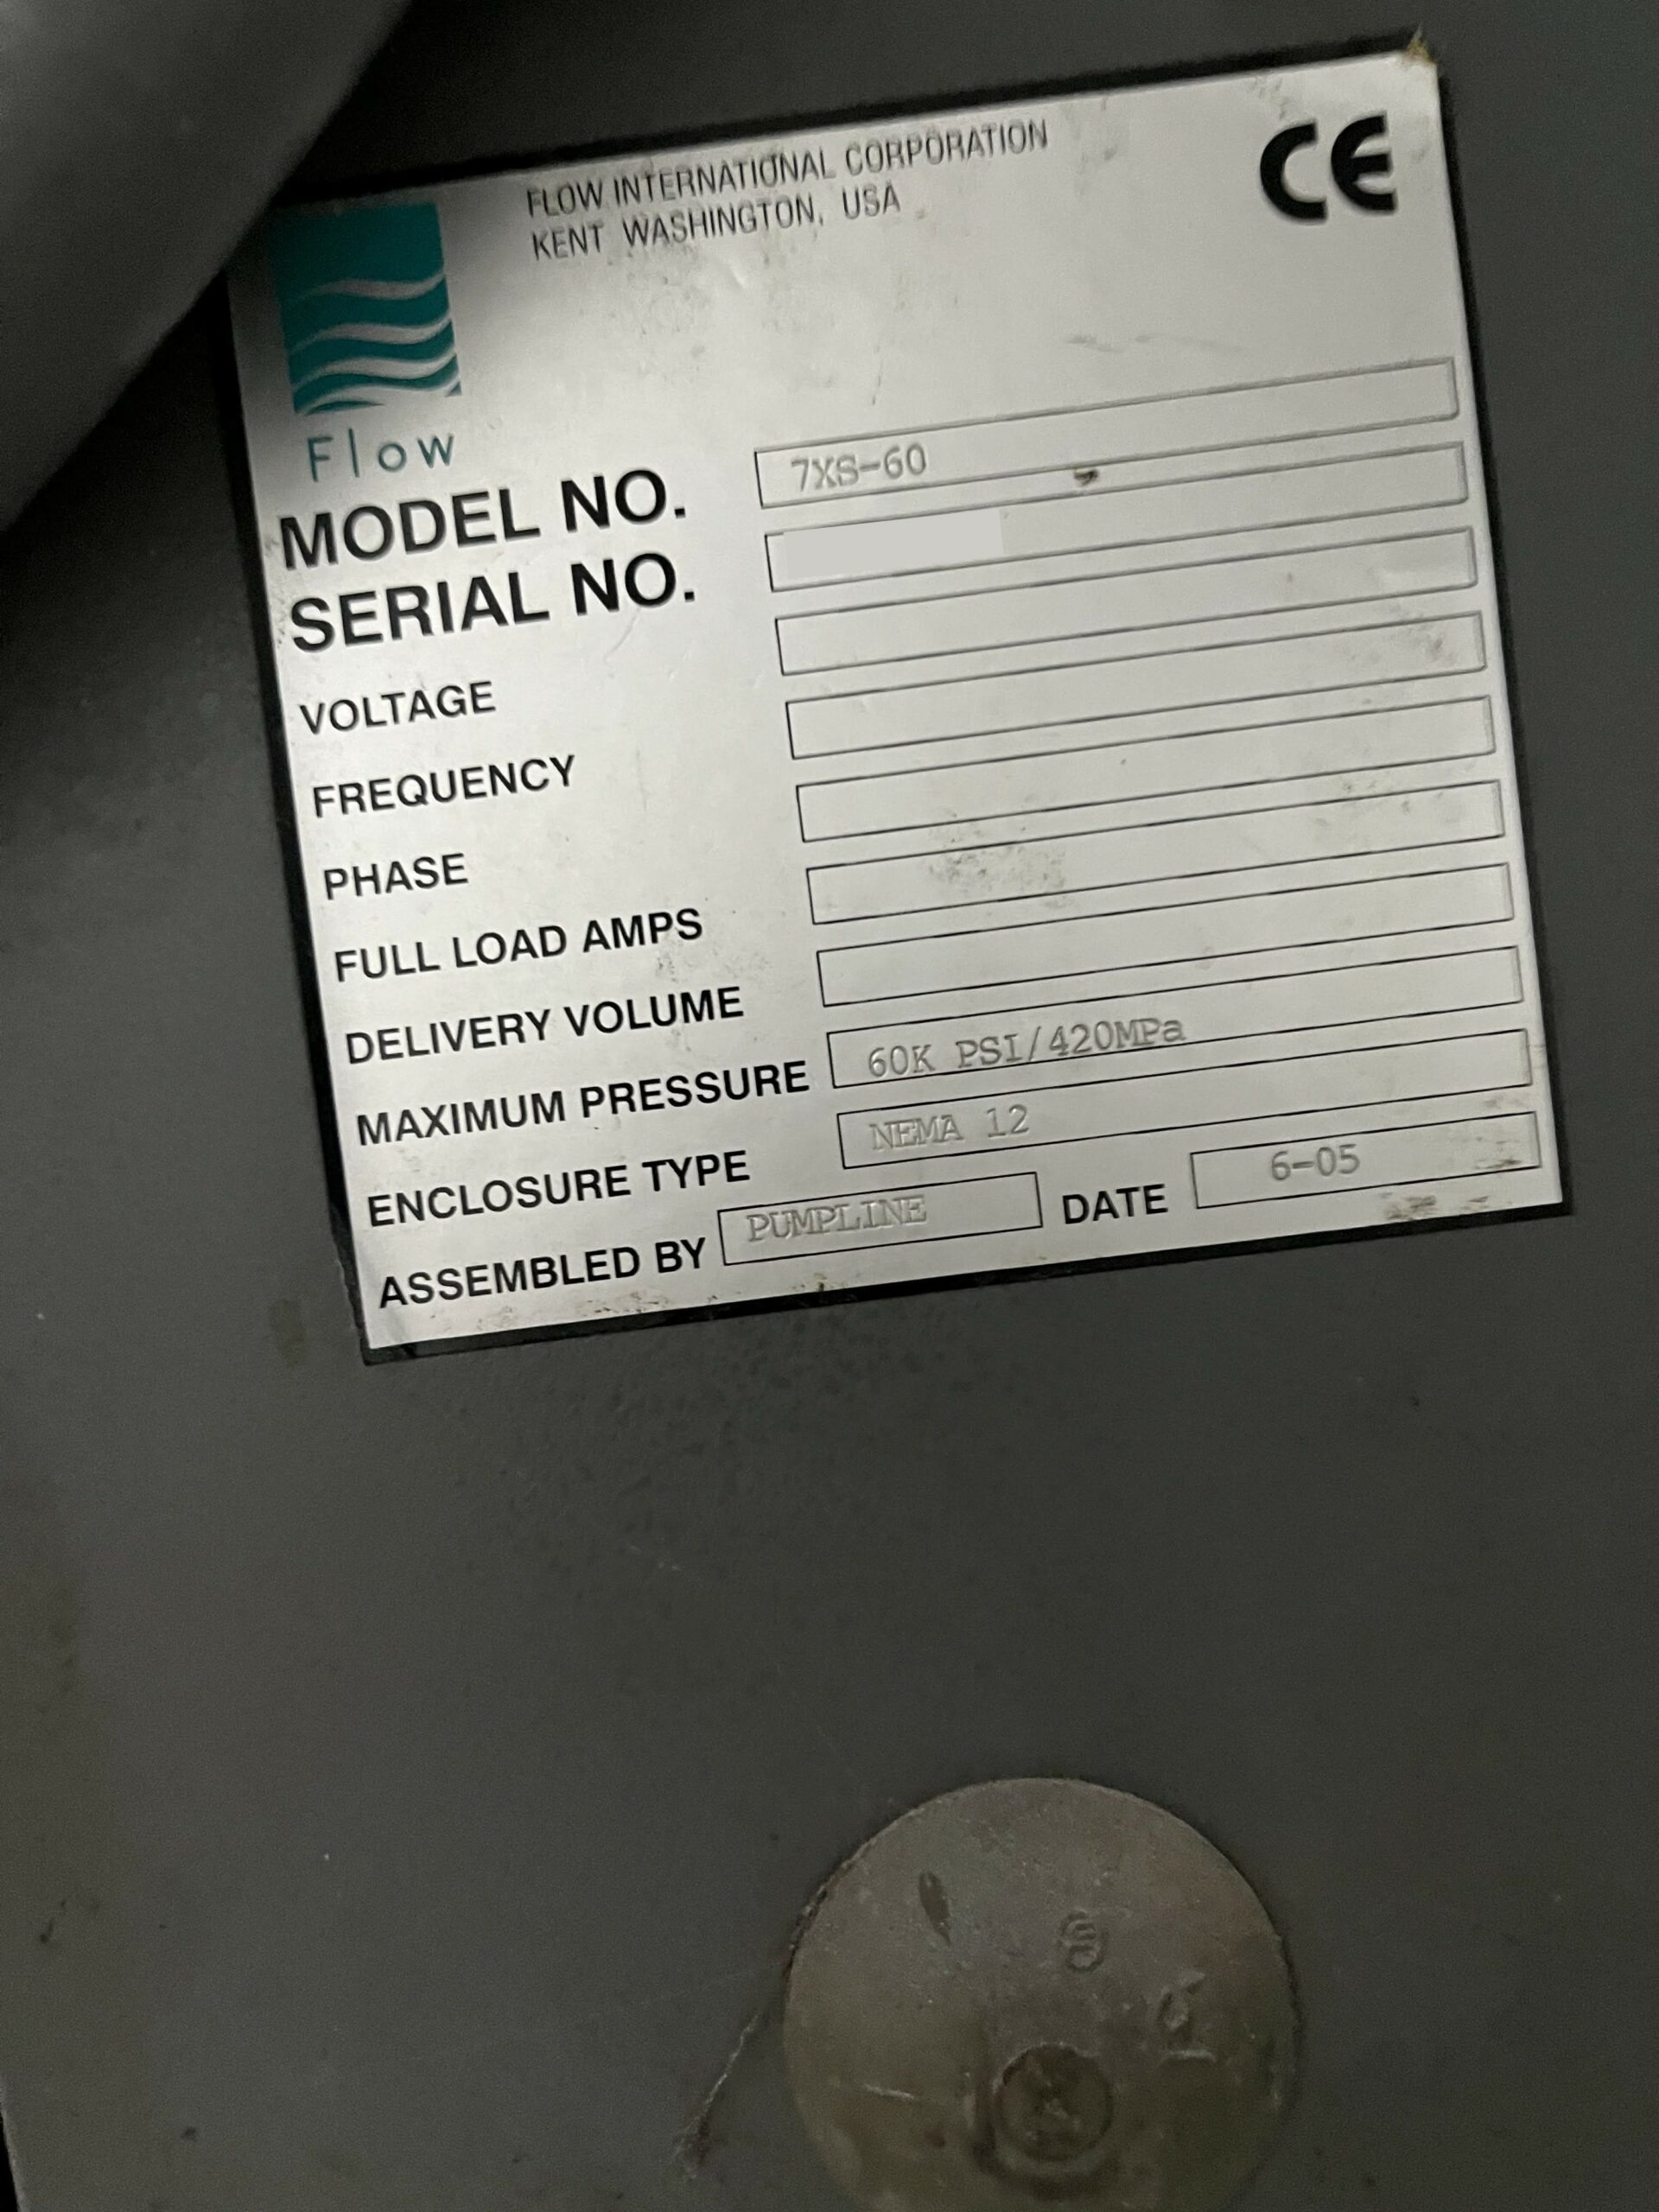 FLOW INTERNATIONAL CORPORATION
KENT WASHINGTON, USA
CE
Flow
MODEL NO. 7XS-60
SERIAL NO.
VOLTAGE
FREQUENCY
PHASE
FULL LOAD AMPS
DELIVERY VOLUME
MAXIMUM PRESSURE 60K PSI/420MPa
ENCLOSURE TYPE NEMA 12
ASSEMBLED BY PUMPLINE DATE 6-05